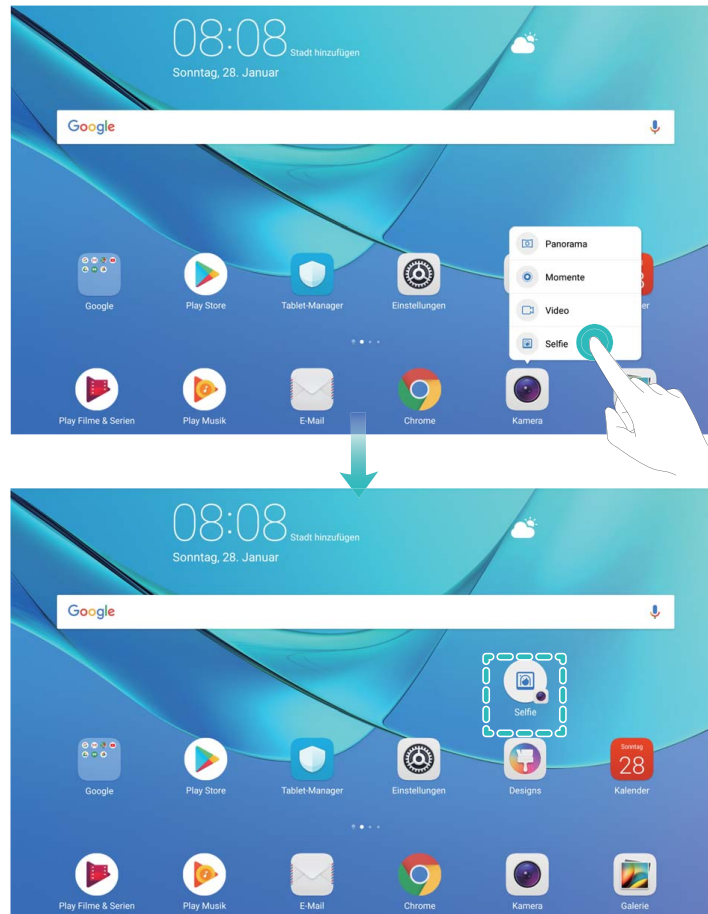 08:08 Stadt hinzufügen
Sonntag, 28. Januar
Google
Panorama
Momente
Video
Selfie
Google
Play Store
Tablet-Manager
Einstellungen
er
Play Filme & Serien
Play Musik
E-Mail
Chrome
Kamera
08:08 Stadt hinzufügen
Sonntag, 28. Januar
Google
Selfie
Sonntag
28
Google
Play Store
Tablet-Manager
Einstellungen
Designs
Kalender
Play Filme & Serien
Play Musik
E-Mail
Chrome
Kamera
Galerie